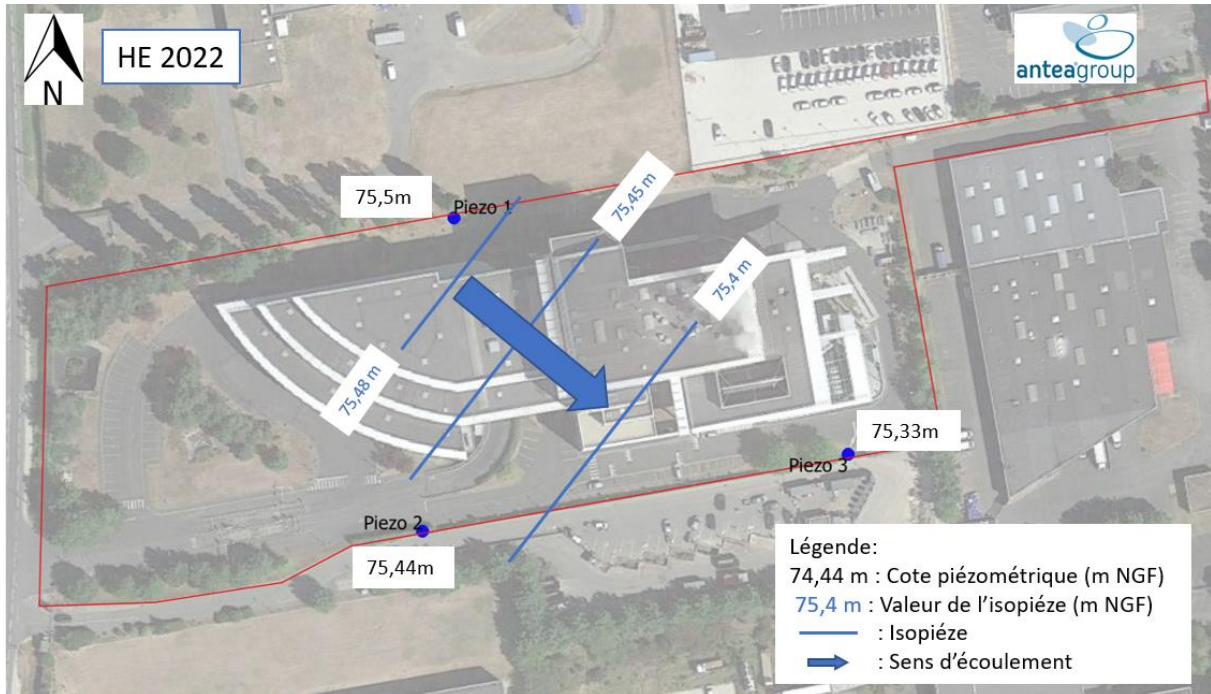 HE 2022
N
anteagroup
75,5m
Piezo 1
75,45 m
75,4 m
75,48 m
75,33m
Piezo 3
Piezo 2
75,44m
Légende:
74,44 m : Cote piézométrique (m NGF)
75,4 m : Valeur de l'isopiéze (m NGF)
: Isopiéze
: Sens d'écoulement